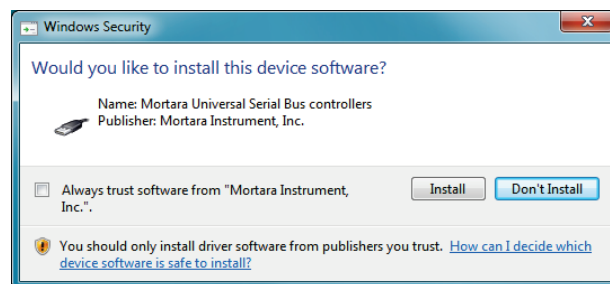 Windows Security
Would you like to install this device software?
Name: Mortara Universal Serial Bus controllers
Publisher: Mortara Instrument, Inc.
Always trust software from "Mortara Instrument,
Inc.".
Install
Don't Install
You should only install driver software from publishers you trust. How can I decide which
device software is safe to install?